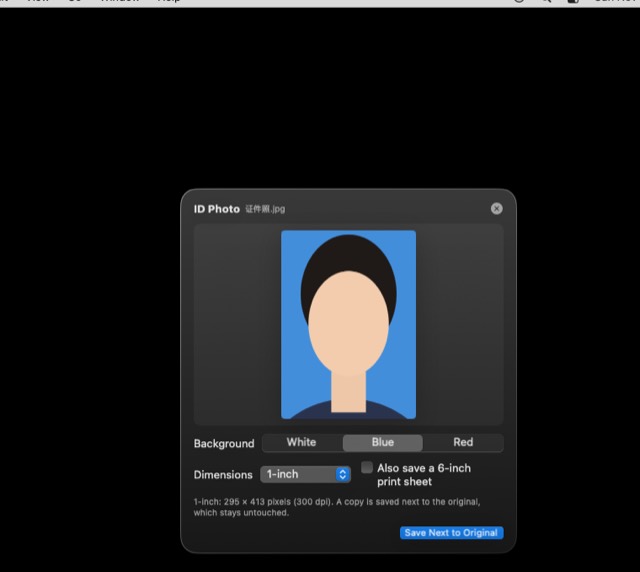 Window Help
ID Photo 证件照.jpg
Background White Blue Red
Dimensions 1-inch
Also save a 6-inch
print sheet
1-inch: 295 × 413 pixels (300 dpi). A copy is saved next to the original,
which stays untouched.
Save Next to Original